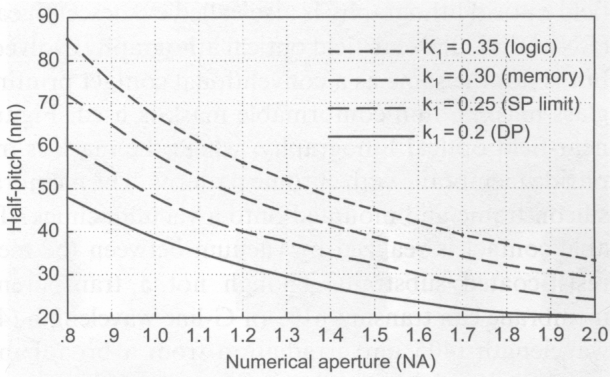 90
80
70
60
50
40
30
20
Half-pitch (nm)
K1 = 0.35 (logic)
k1 = 0.30 (memory)
k1 = 0.25 (SP limit)
k1 = 0.2 (DP)
.8 .9 1.0 1.1 1.2 1.3 1.4 1.5 1.6 1.7 1.8 1.9 2.0
Numerical aperture (NA)